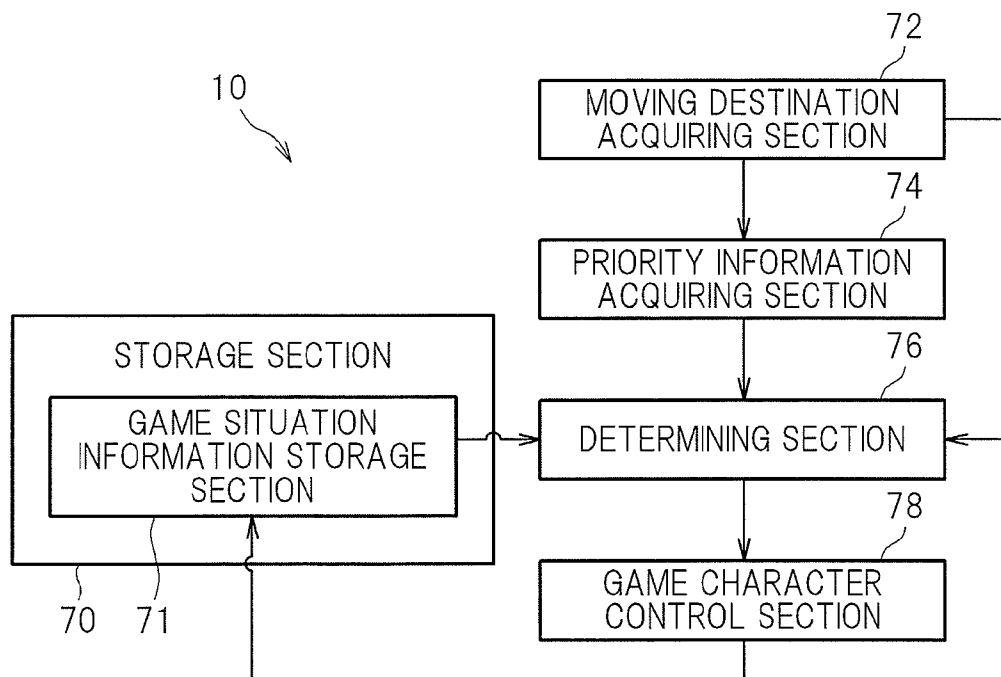 72
10
MOVING DESTINATION
ACQUIRING SECTION
74
PRIORITY INFORMATION
ACQUIRING SECTION
STORAGE SECTION
76
GAME SITUATION
INFORMATION STORAGE
SECTION
DETERMINING SECTION
78
GAME CHARACTER
CONTROL SECTION
70
71